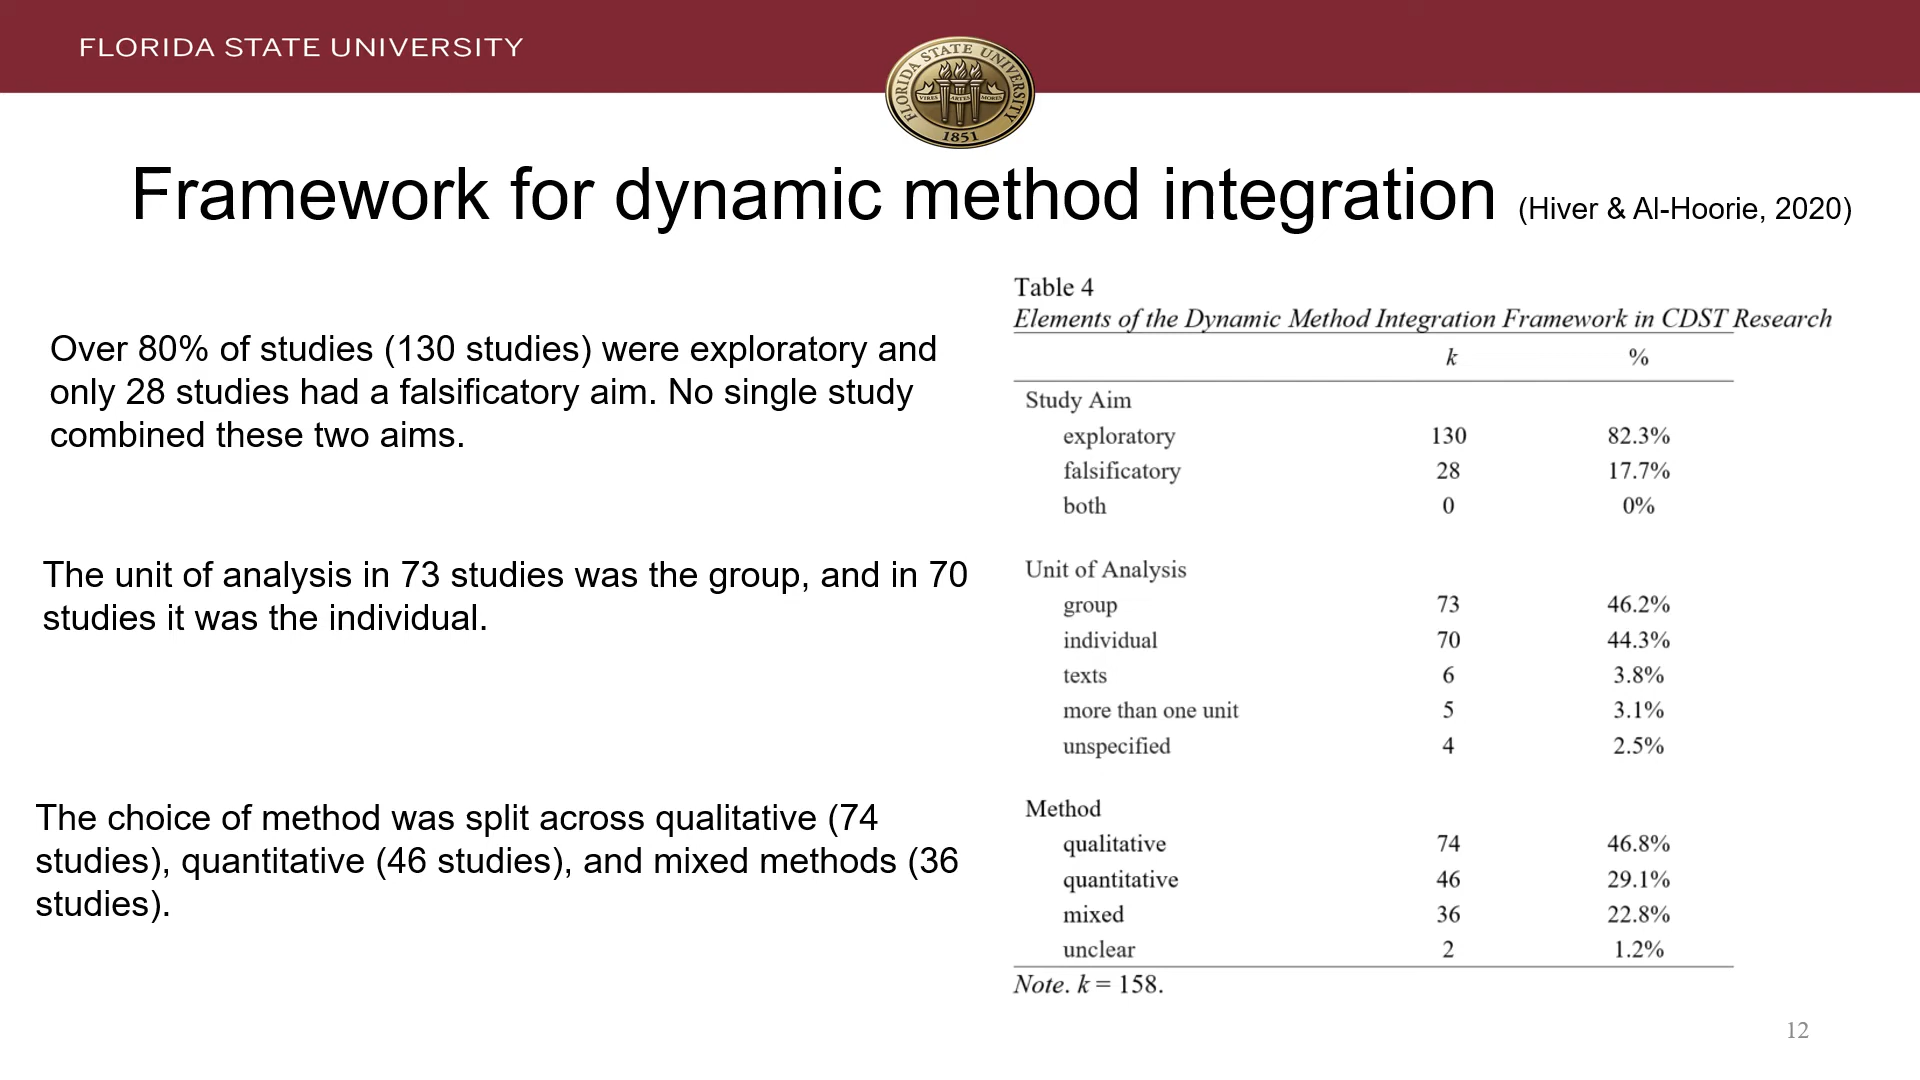 FLORIDA STATE UNIVERSITY
FLORIDA STATE UNIVERSITY
VIRES ARTES MORES
1851
Framework for dynamic method integration (Hiver & Al-Hoorie, 2020)
Over 80% of studies (130 studies) were exploratory and
only 28 studies had a falsificatory aim. No single study
combined these two aims.
The unit of analysis in 73 studies was the group, and in 70
studies it was the individual.
The choice of method was split across qualitative (74
studies), quantitative (46 studies), and mixed methods (36
studies).
Table 4
Elements of the Dynamic Method Integration Framework in CDST Research
k %
Study Aim
exploratory 130 82.3%
falsificatory 28 17.7%
both 0 0%
Unit of Analysis
group 73 46.2%
individual 70 44.3%
texts 6 3.8%
more than one unit 5 3.1%
unspecified 4 2.5%
Method
qualitative 74 46.8%
quantitative 46 29.1%
mixed 36 22.8%
unclear 2 1.2%
Note. k = 158.
12